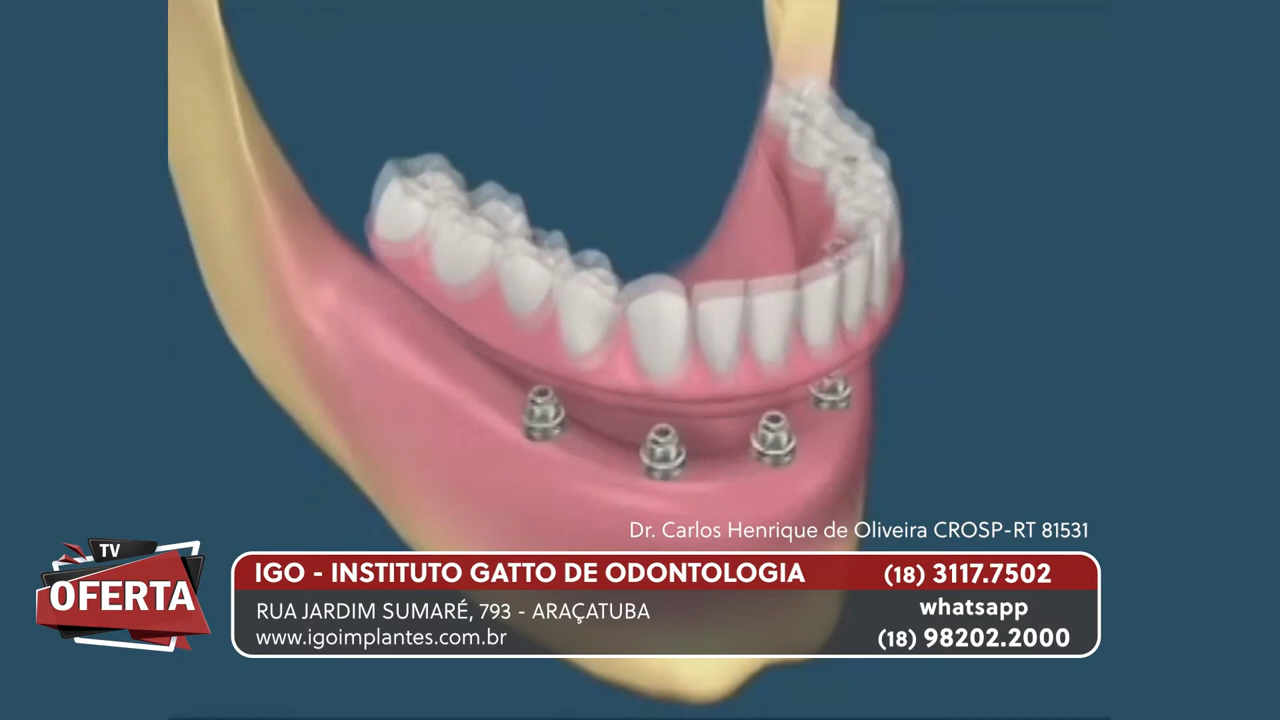 Dr. Carlos Henrique de Oliveira CROSP-RT 81531
TV
OFERTA
IGO - INSTITUTO GATTO DE ODONTOLOGIA
(18) 3117.7502
RUA JARDIM SUMARÉ, 793 - ARAÇATUBA
www.igoimplantes.com.br
whatsapp
(18) 98202.2000